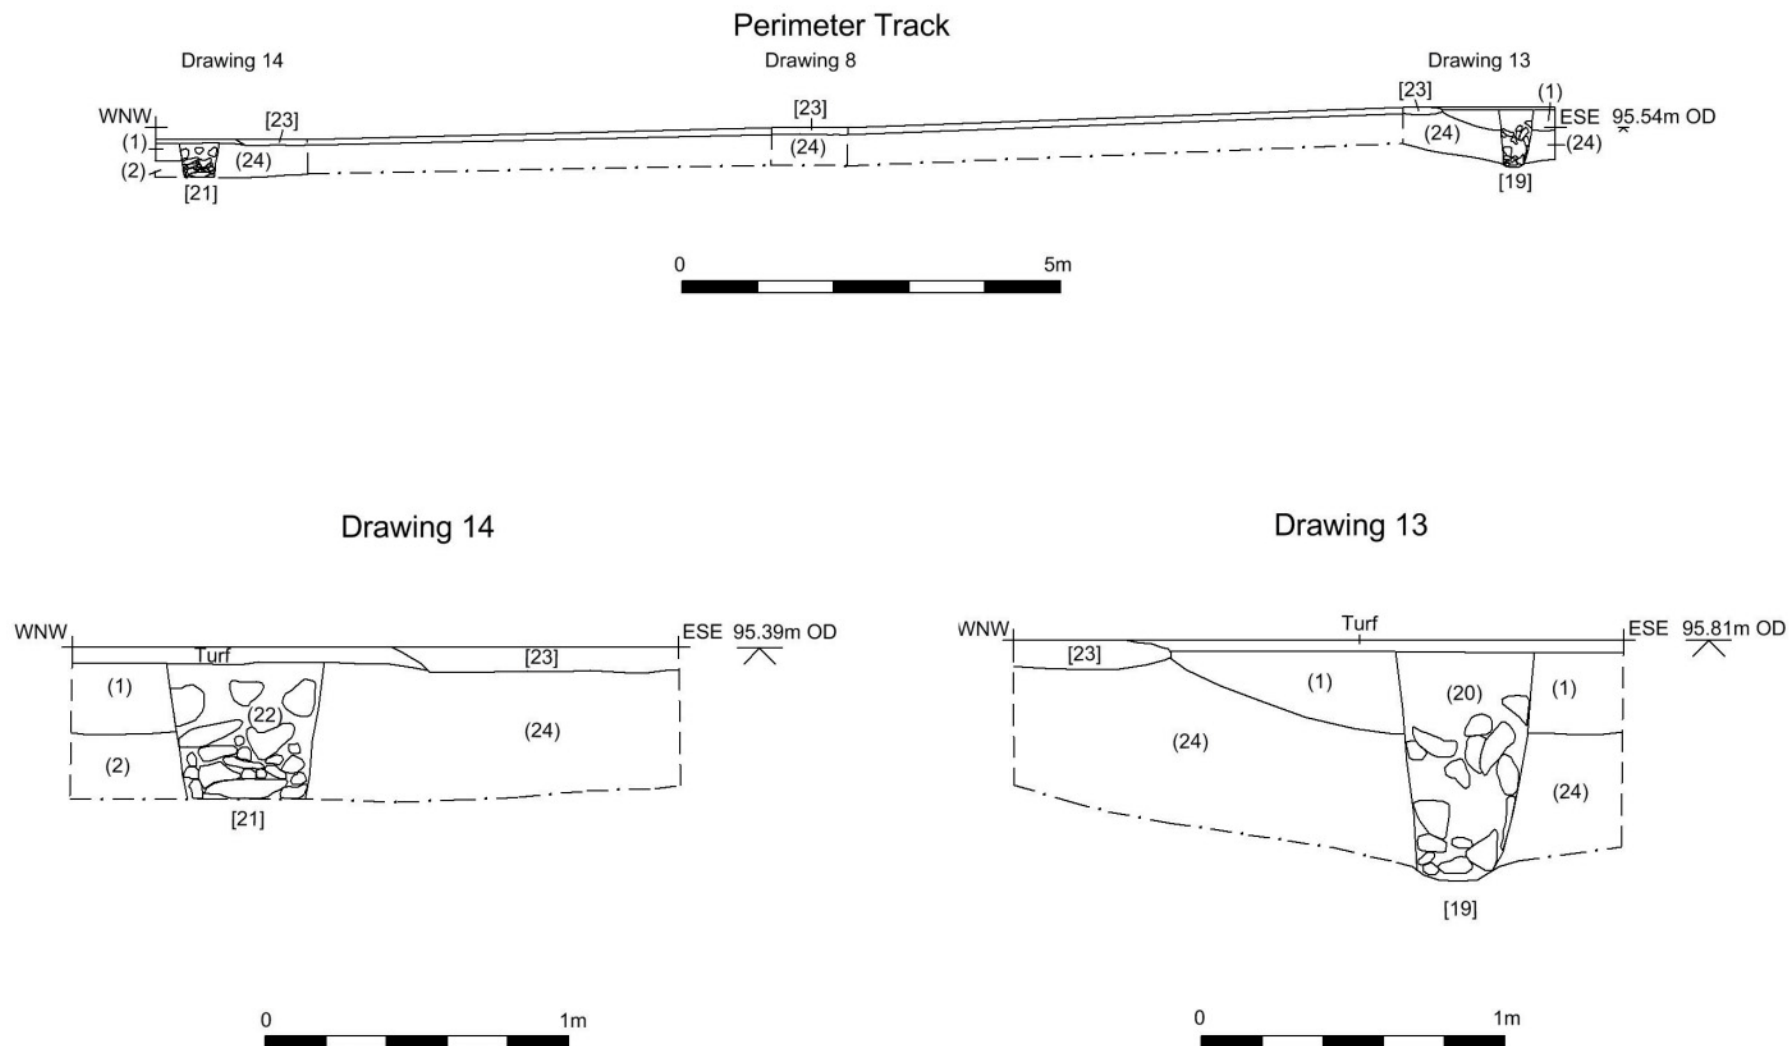 Perimeter Track
Drawing 14 Drawing 8 Drawing 13
[23] (1)
WNW [23] [23] ESE 95.54m OD
(1) (24) (24) (24) (24)
(2)
[21] [19]
0 5m
Drawing 14
WNW Turf [23] ESE 95.39m OD
(1) (22) (24)
(2)
[21]
0 1m
Drawing 13
WNW Turf ESE 95.81m OD
[23] (1) (20) (1)
(24) (24)
[19]
0 1m